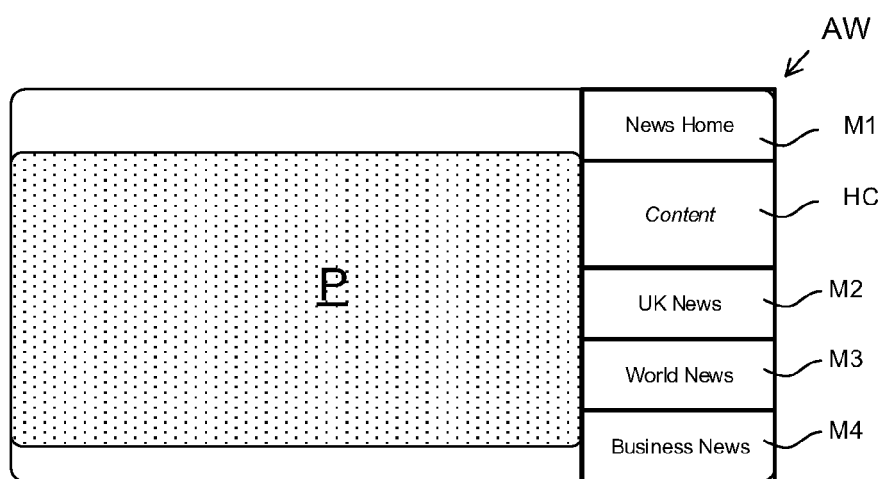 AW
News Home M1
Content HC
P
UK News M2
World News M3
Business News M4